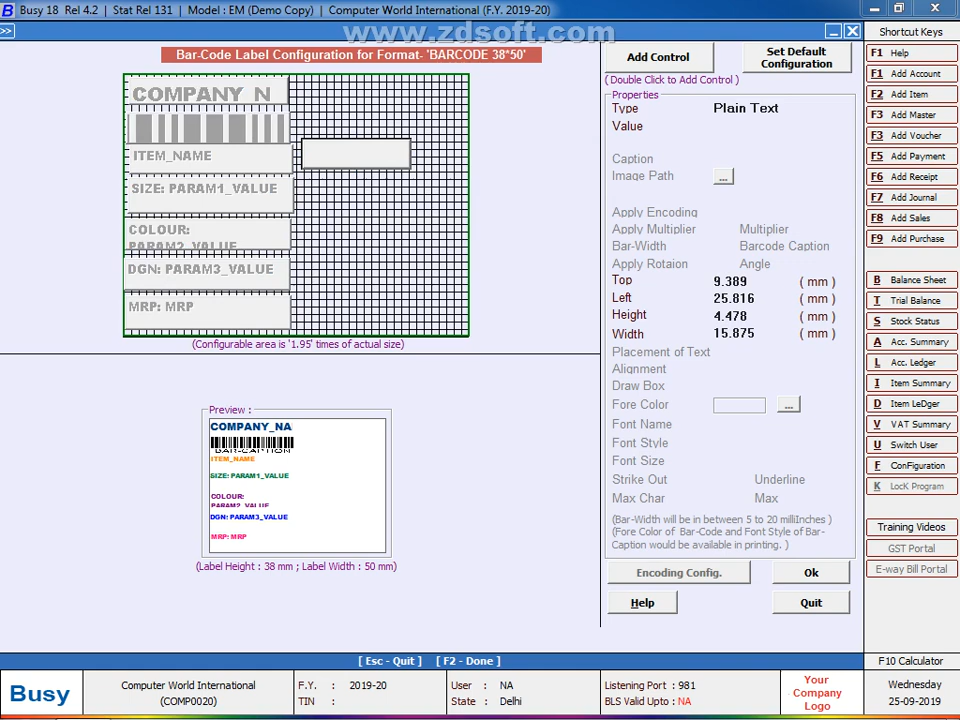 Busy 18 Rel 4.2 | Stat Rel 131 | Model : EM (Demo Copy) | Computer World International (F.Y. 2019-20)
www.zdsoft.com
>>
Bar-Code Label Configuration for Format- 'BARCODE 38*50'
COMPANY_N
ITEM_NAME
SIZE: PARAM1_VALUE
COLOUR:
PARAM2_VALUE
DGN: PARAM3_VALUE
MRP: MRP
(Configurable area is '1.95' times of actual size)
Preview :
COMPANY_NA
BAR-CAPTION
ITEM_NAME
SIZE: PARAM1_VALUE
COLOUR:
PARAM2_VALUE
DGN: PARAM3_VALUE
MRP: MRP
(Label Height : 38 mm ; Label Width : 50 mm)
Add Control
Set Default Configuration
( Double Click to Add Control )
Properties
Type Plain Text
Value
Caption
Image Path ...
Apply Encoding
Apply Multiplier Multiplier
Bar-Width Barcode Caption
Apply Rotaion Angle
Top 9.389 ( mm )
Left 25.816 ( mm )
Height 4.478 ( mm )
Width 15.875 ( mm )
Placement of Text
Alignment
Draw Box
Fore Color ...
Font Name
Font Style
Font Size
Strike Out Underline
Max Char Max
(Bar-Width will be in between 5 to 20 milliInches )
(Fore Color of Bar-Code and Font Style of Bar-
Caption would be available in printing. )
Encoding Config. Ok
Help Quit
Shortcut Keys
F1 Help
F1 Add Account
F2 Add Item
F3 Add Master
F3 Add Voucher
F5 Add Payment
F6 Add Receipt
F7 Add Journal
F8 Add Sales
F9 Add Purchase
B Balance Sheet
T Trial Balance
S Stock Status
A Acc. Summary
L Acc. Ledger
I Item Summary
D Item LeDger
V VAT Summary
U Switch User
F ConFiguration
K LocK Program
Training Videos
GST Portal
E-way Bill Portal
[ Esc - Quit ] [ F2 - Done ]
F10 Calculator
Busy
Computer World International
(COMP0020)
F.Y. : 2019-20
TIN :
User : NA
State : Delhi
Listening Port : 981
BLS Valid Upto : NA
Your
Company
Logo
Wednesday
25-09-2019